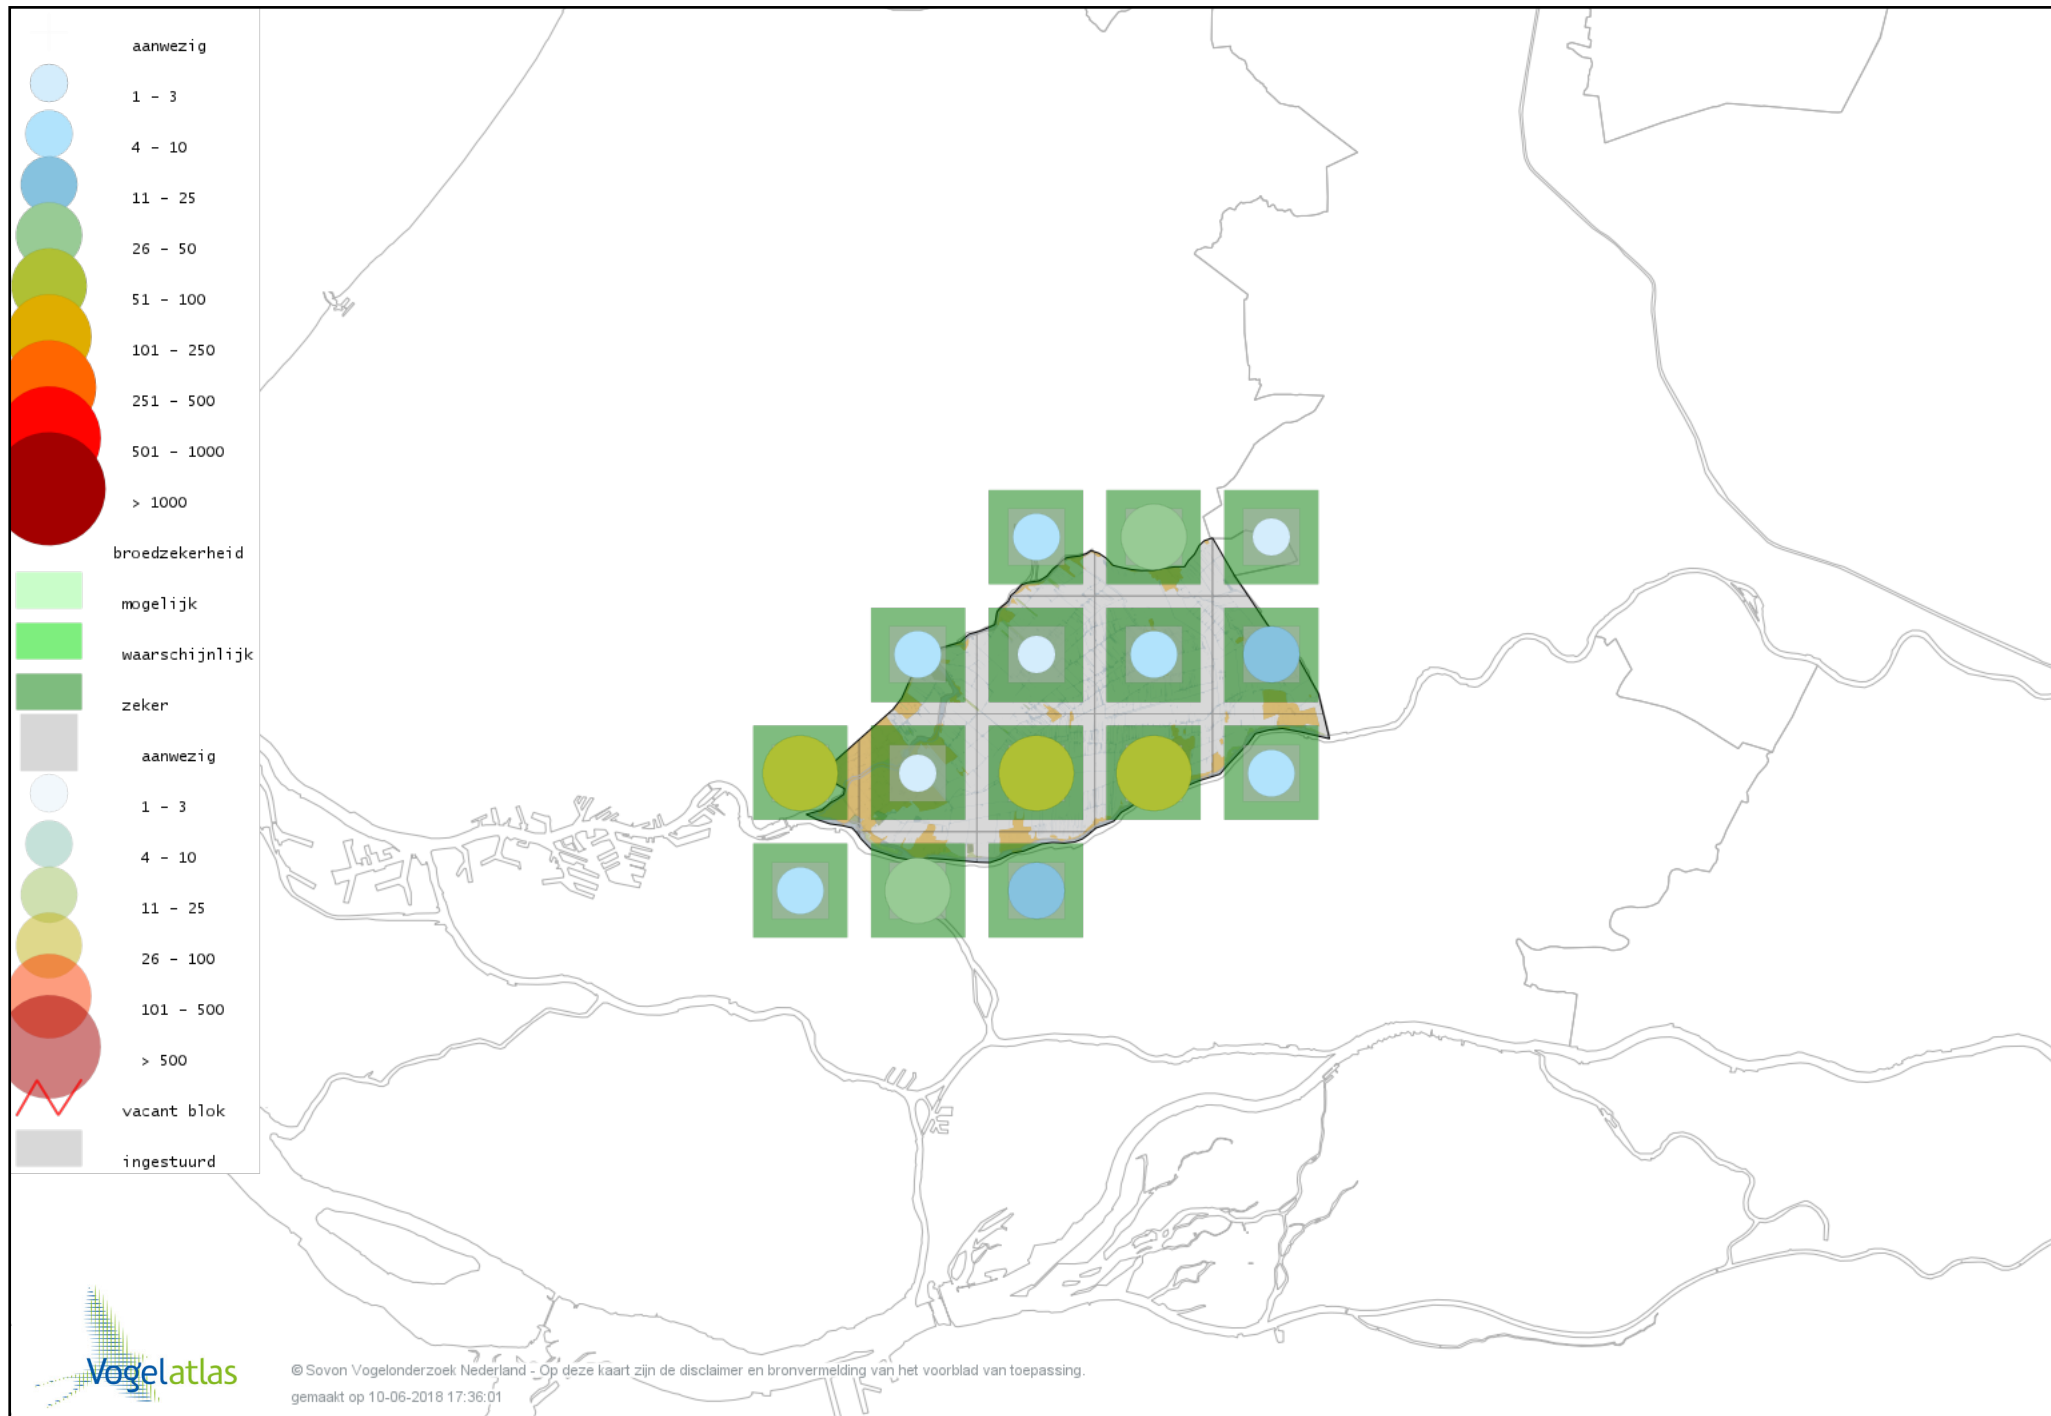 aanwezig
1 - 3
4 - 10
11 - 25
26 - 50
51 - 100
101 - 250
251 - 500
501 - 1000
> 1000
broedzekerheid
mogelijk
waarschijnlijk
zeker
aanwezig
1 - 3
4 - 10
11 - 25
26 - 100
101 - 500
> 500
vacant blok
ingestuurd
Vogelatlas
© Sovon Vogelonderzoek Nederland - Op deze kaart zijn de disclaimer en bronvermelding van het voorblad van toepassing.
gemaakt op 10-06-2018 17:36:01